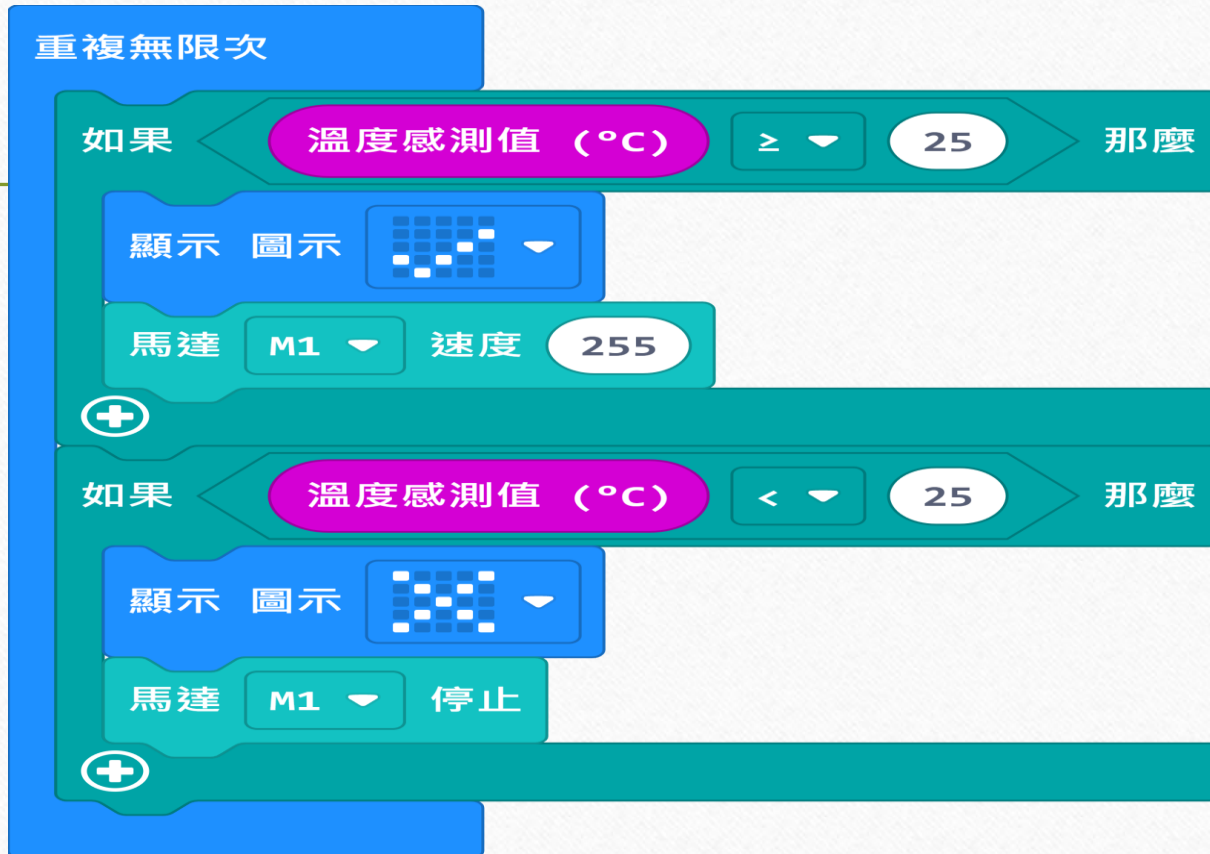 重複無限次
如果 溫度感測值 (°C) ≥ 25 那麼
顯示 圖示
馬達 M1 速度 255
如果 溫度感測值 (°C) < 25 那麼
顯示 圖示
馬達 M1 停止